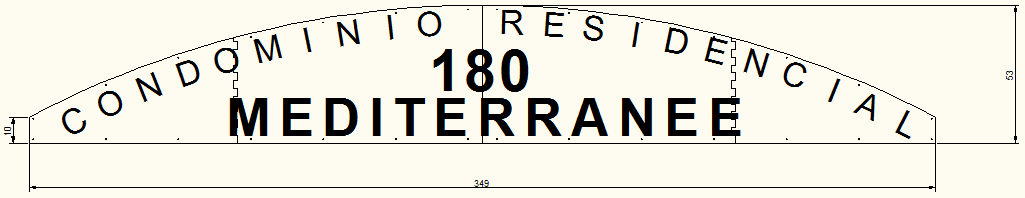 CONDOMINIO RESIDENCIAL
180
MEDITERRANEE
10
53
349